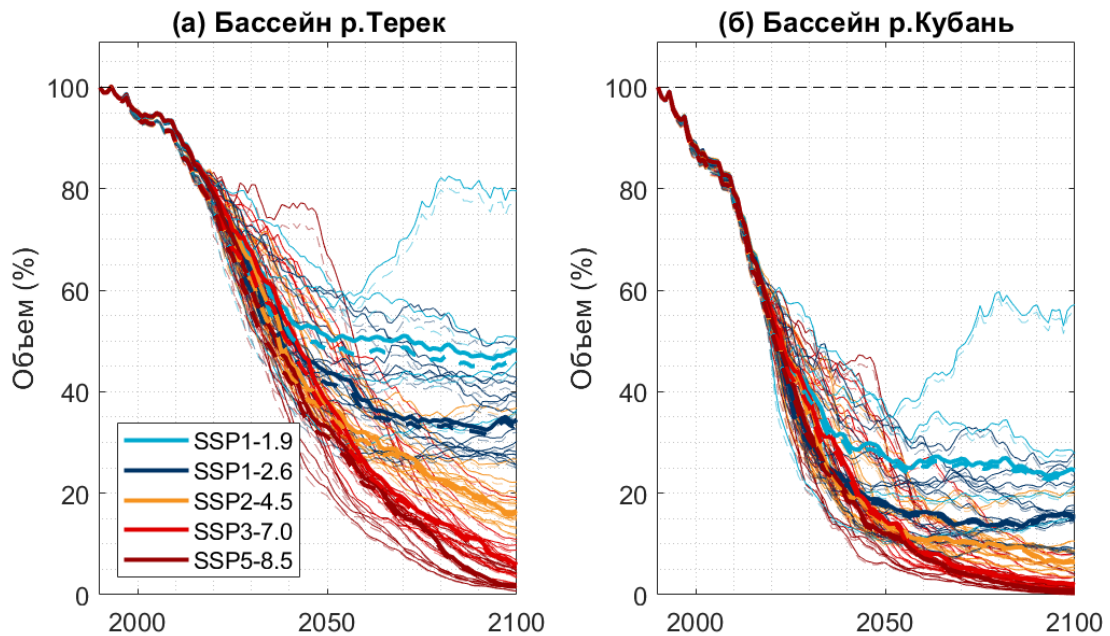 (а) Бассейн р.Терек
(б) Бассейн р.Кубань
Объем (%)
100
80
60
40
20
0
2000
2050
2100
SSP1-1.9
SSP1-2.6
SSP2-4.5
SSP3-7.0
SSP5-8.5
Объем (%)
100
80
60
40
20
0
2000
2050
2100